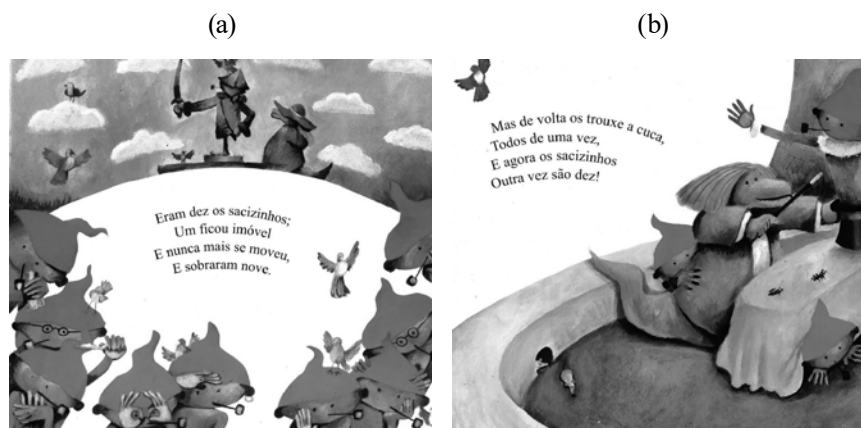 (a)
Eram dez os sacizinhos;
Um ficou imóvel
E nunca mais se moveu,
E sobraram nove.
(b)
Mas de volta os trouxe a cuca,
Todos de uma vez,
E agora os sacizinhos
Outra vez são dez!